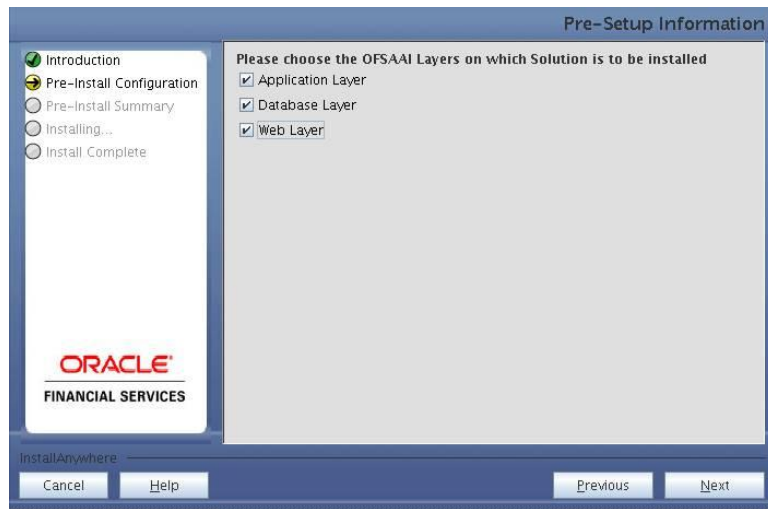 Pre-Setup Information
Introduction
Pre-Install Configuration
Pre-Install Summary
Installing...
Install Complete
ORACLE®
FINANCIAL SERVICES
Please choose the OFSAAI Layers on which Solution is to be installed
Application Layer
Database Layer
Web Layer
InstallAnywhere
Cancel
Help
Previous
Next